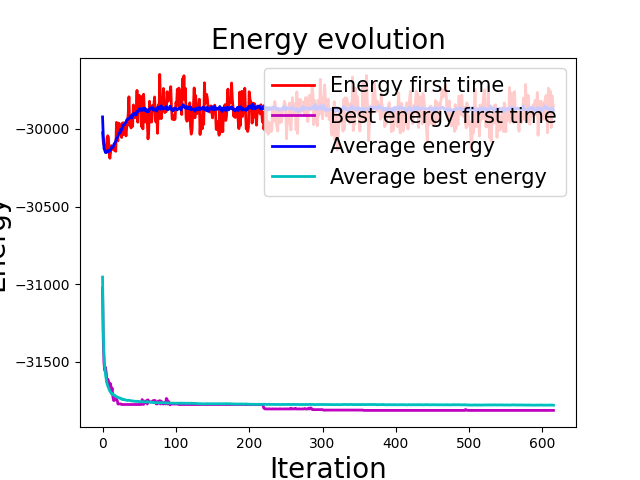 Energy evolution
Energy first time
Best energy first time
Average energy
Average best energy
Energy
−30000
−30500
−31000
−31500
0
100
200
300
400
500
600
Iteration